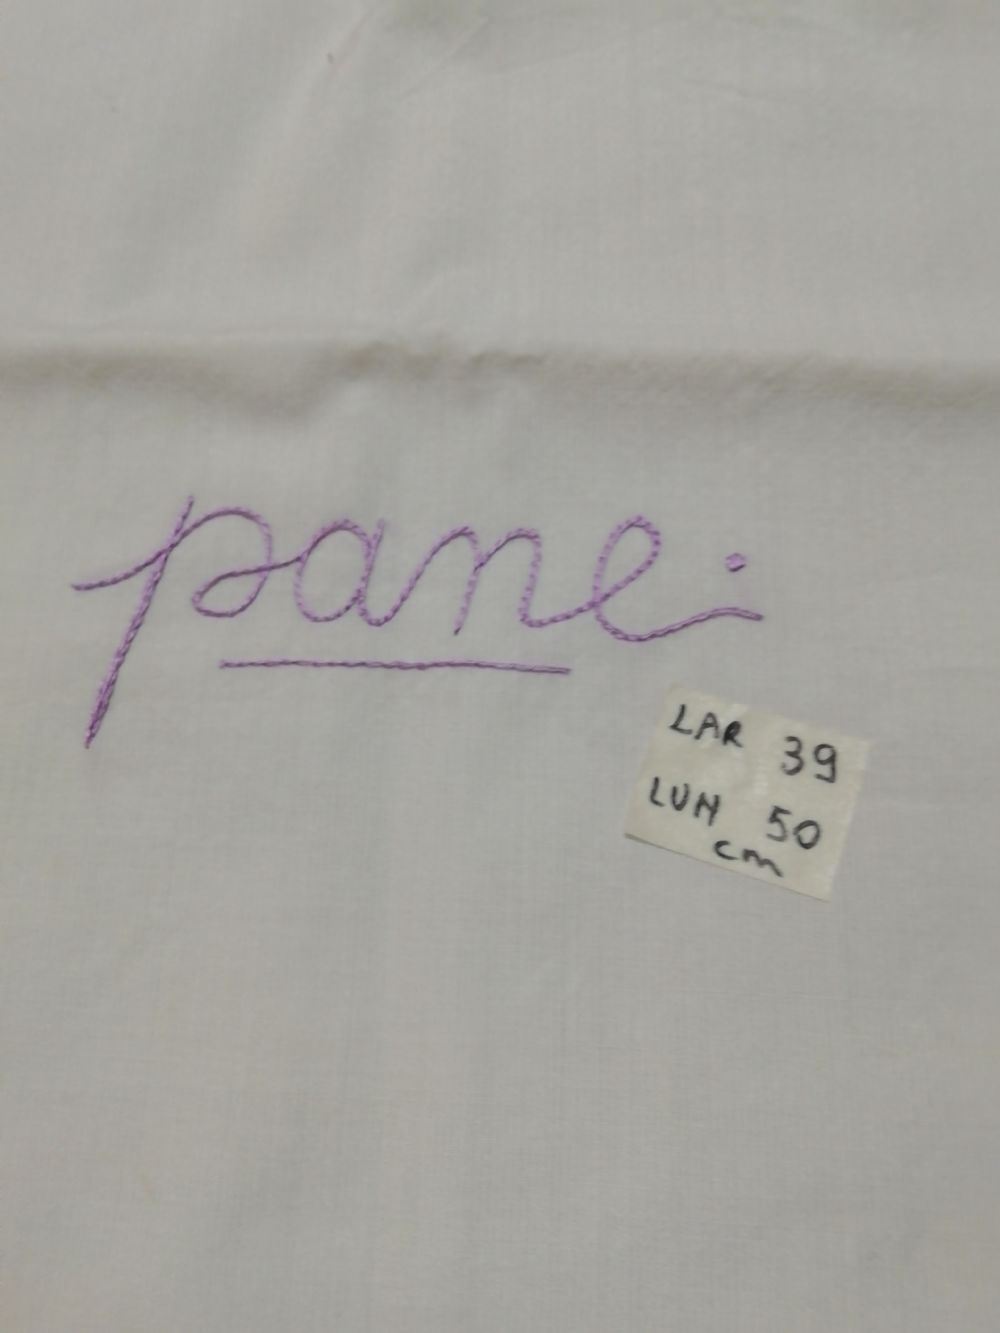 pane.
LAR 39
LUN 50
cm